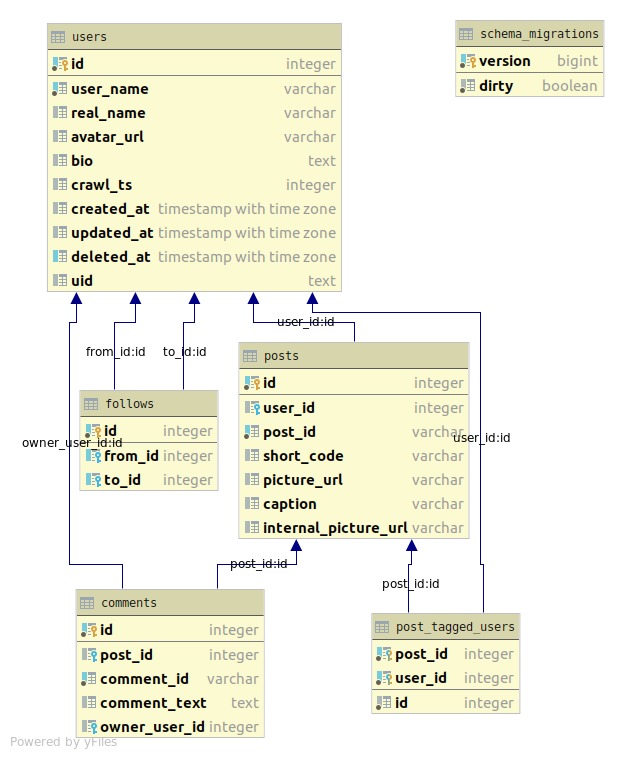 users
id integer
user_name varchar
real_name varchar
avatar_url varchar
bio text
crawl_ts integer
created_at timestamp with time zone
updated_at timestamp with time zone
deleted_at timestamp with time zone
uid text
schema_migrations
version bigint
dirty boolean
user_id:id
from_id:id
to_id:id
posts
id integer
user_id integer
post_id varchar
short_code varchar
picture_url varchar
caption varchar
internal_picture_url varchar
follows
id integer
from_id integer
to_id integer
owner_user_id:id
user_id:id
post_id:id
post_id:id
comments
id integer
post_id integer
comment_id varchar
comment_text text
owner_user_id integer
post_tagged_users
post_id integer
user_id integer
id integer
Powered by yFiles